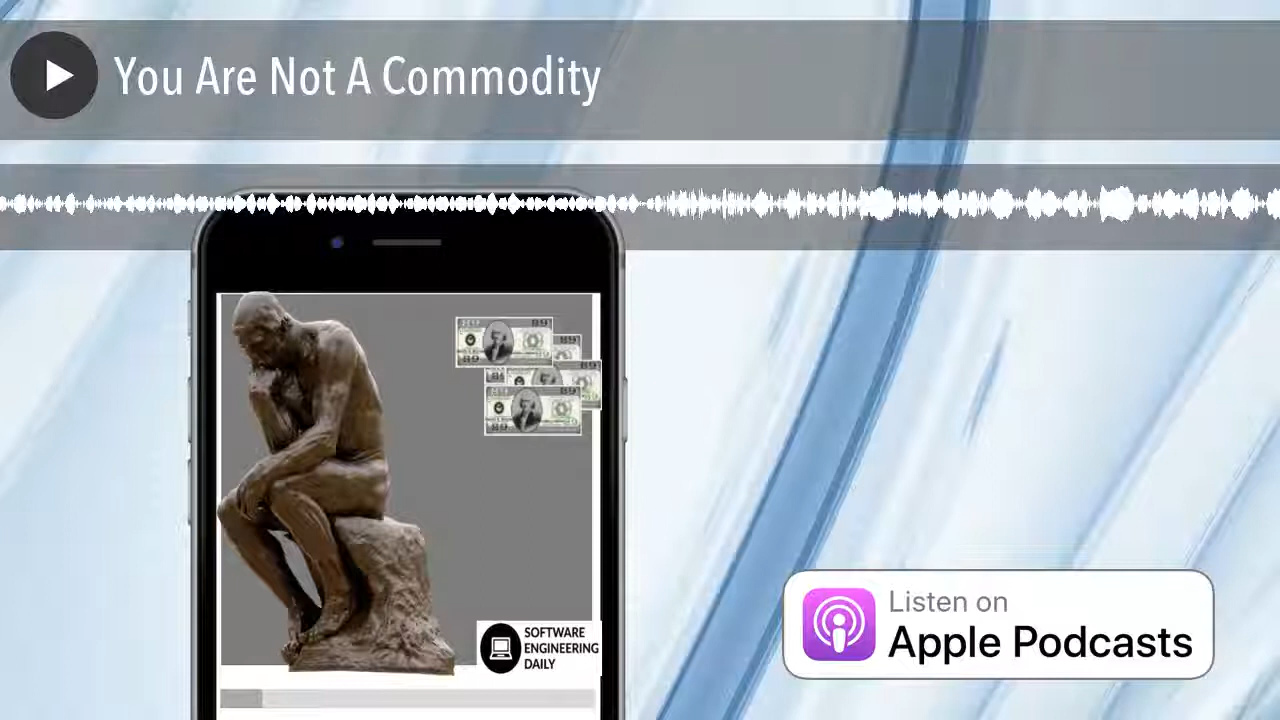 You Are Not A Commodity
SOFTWARE
ENGINEERING
DAILY
Listen on
Apple Podcasts